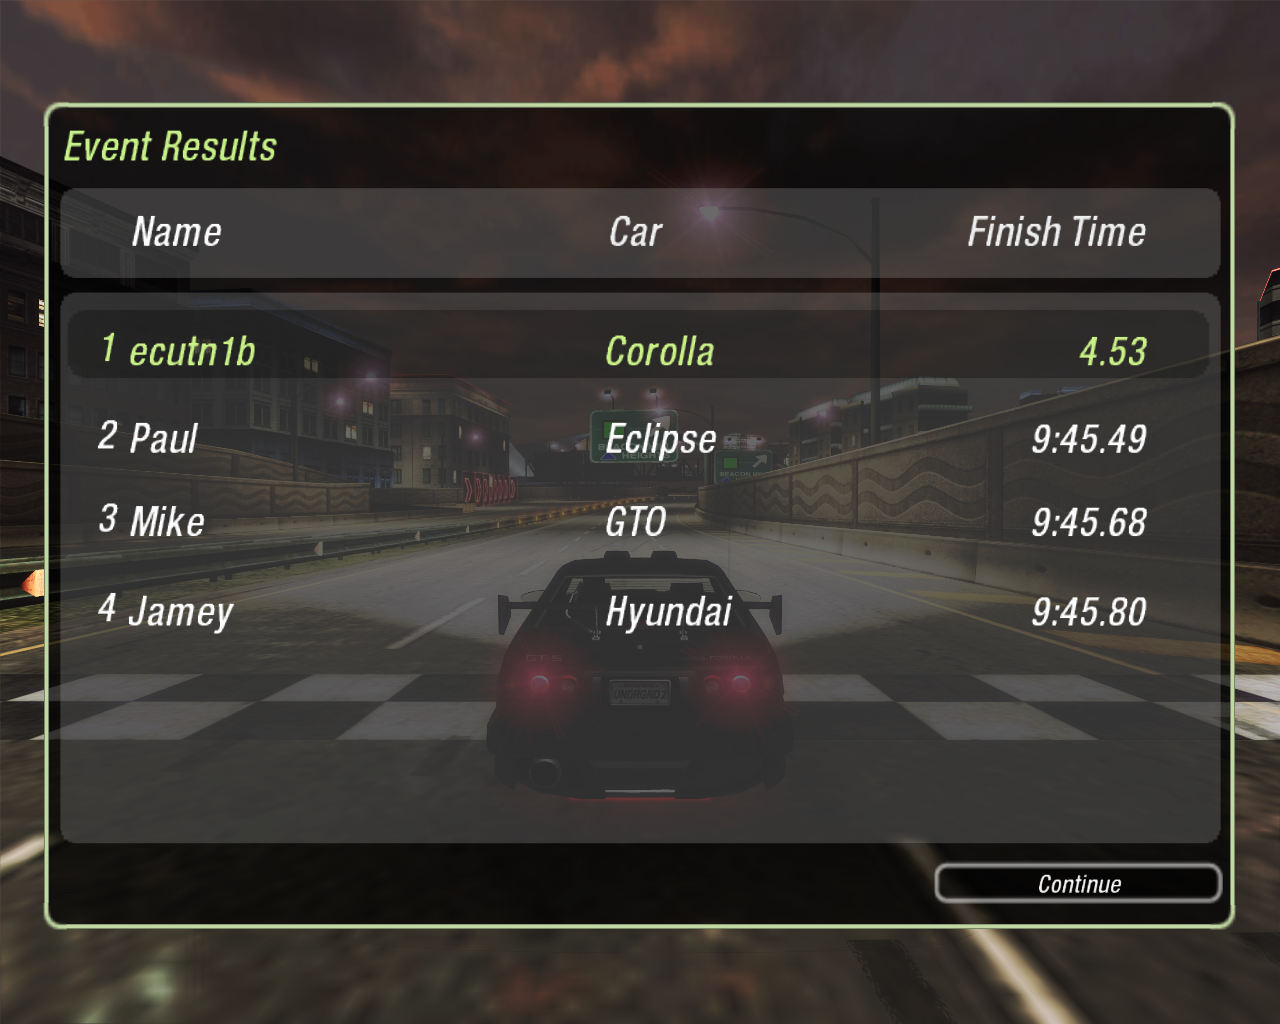 Event Results
Name Car Finish Time
1 ecutn1b Corolla 4.53
2 Paul Eclipse 9:45.49
3 Mike GTO 9:45.68
4 Jamey Hyundai 9:45.80
UNDRGND2
Continue